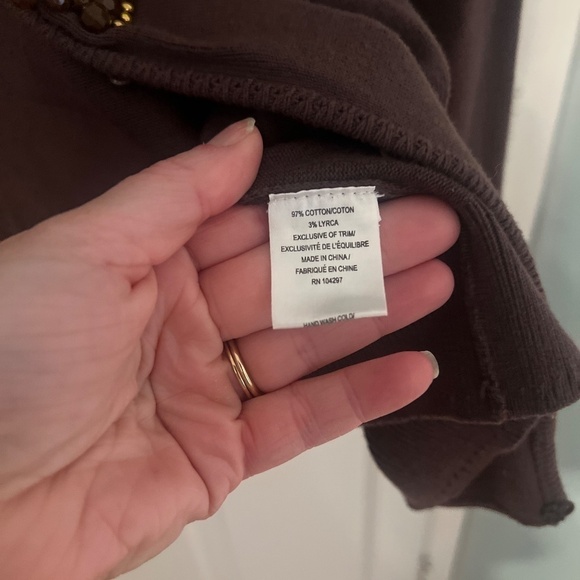 97% COTTON/COTON
3% LYRCA
EXCLUSIVE OF TRIM/
EXCLUSIVITÉ DE L'ÉQUILIBRE
MADE IN CHINA/
FABRIQUÉ EN CHINE
RN 104297
HAND WASH COLD/